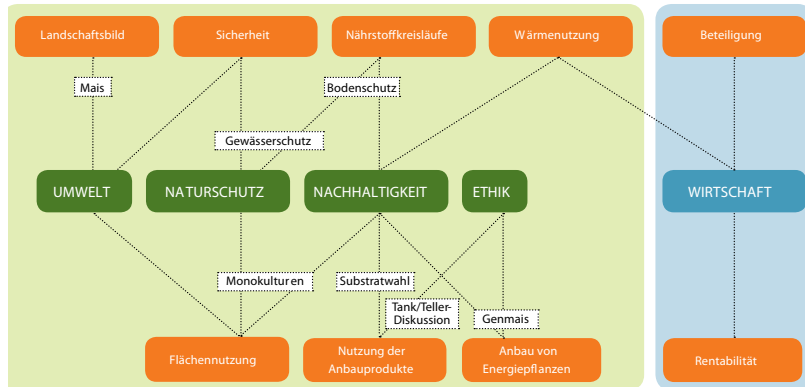 Landschaftsbild
Sicherheit
Nährstoffkreisläufe
Wärmenutzung
Beteiligung
Mais
Bodenschutz
Gewässerschutz
UMWELT
NATURSCHUTZ
NACHHALTIGKEIT
ETHIK
WIRTSCHAFT
Monokulturen
Substratwahl
Tank/Teller-
Diskussion
Genmais
Flächennutzung
Nutzung der
Anbauprodukte
Anbau von
Energiepflanzen
Rentabilität